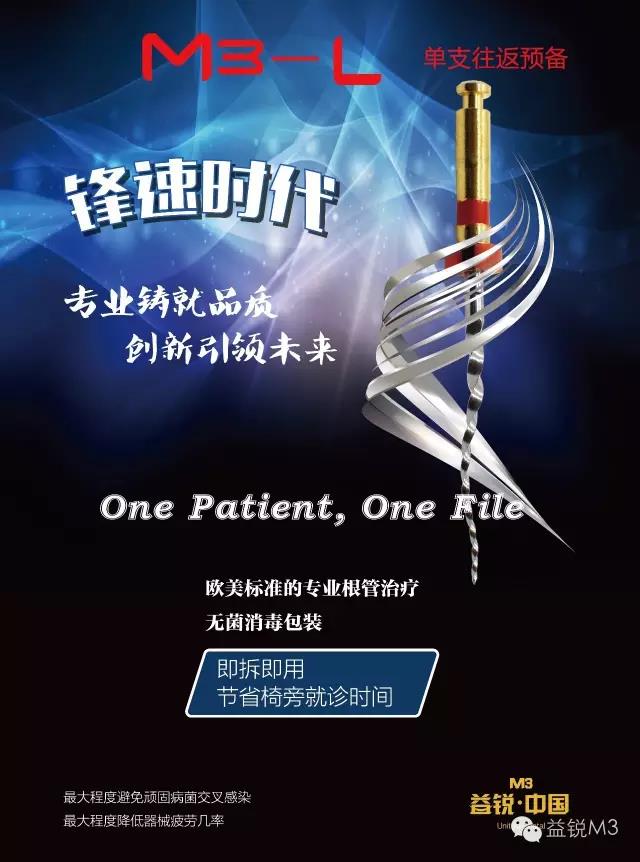 M3-L
单支往返预备
锋速时代
专业铸就品质
创新引领未来
One Patient, One File
欧美标准的专业根管治疗
无菌消毒包装
即拆即用
节省椅旁就诊时间
最大程度避免顽固病菌交叉感染
最大程度降低器械疲劳几率
M3
益锐·中国
益锐M3